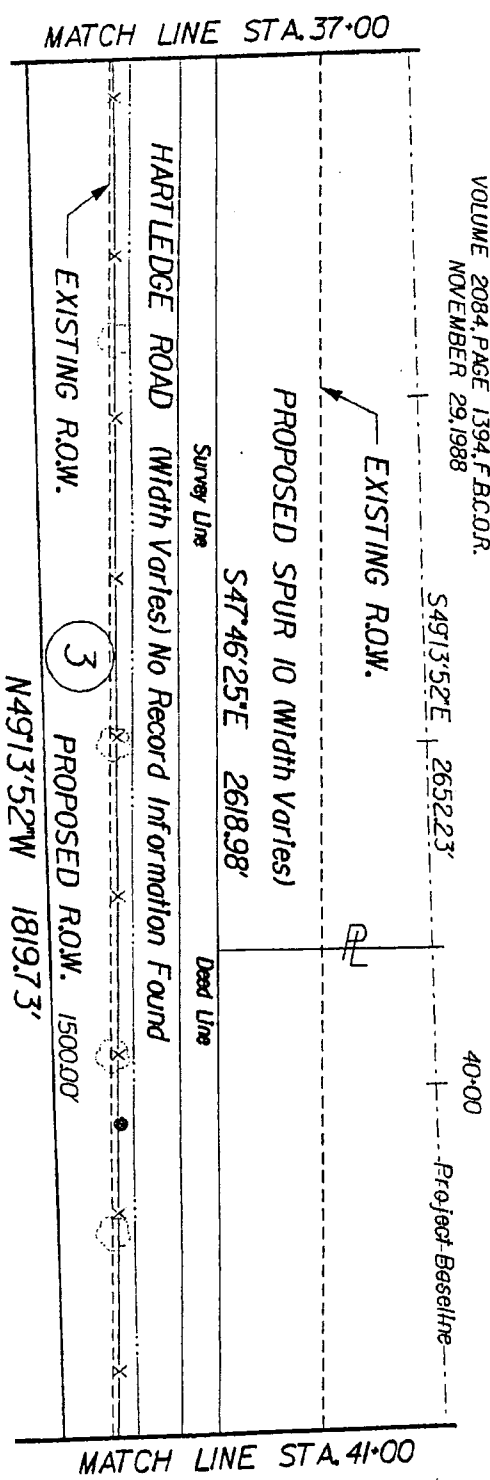 MATCH LINE STA. 37+00
VOLUME 2084, PAGE 1394, F.B.C.O.R.
NOVEMBER 29, 1988
S49°13'52"E 2652.23'
40+00
Project Baseline
EXISTING R.O.W.
PL
PROPOSED SPUR 10 (Width Varies)
S47°46'25"E 2618.98'
Survey Line
Deed Line
HARTLEDGE ROAD (Width Varies) No Record Information Found
EXISTING R.O.W.
3
PROPOSED R.O.W. 1500.00'
N49°13'52"W 1819.73'
MATCH LINE STA. 41+00